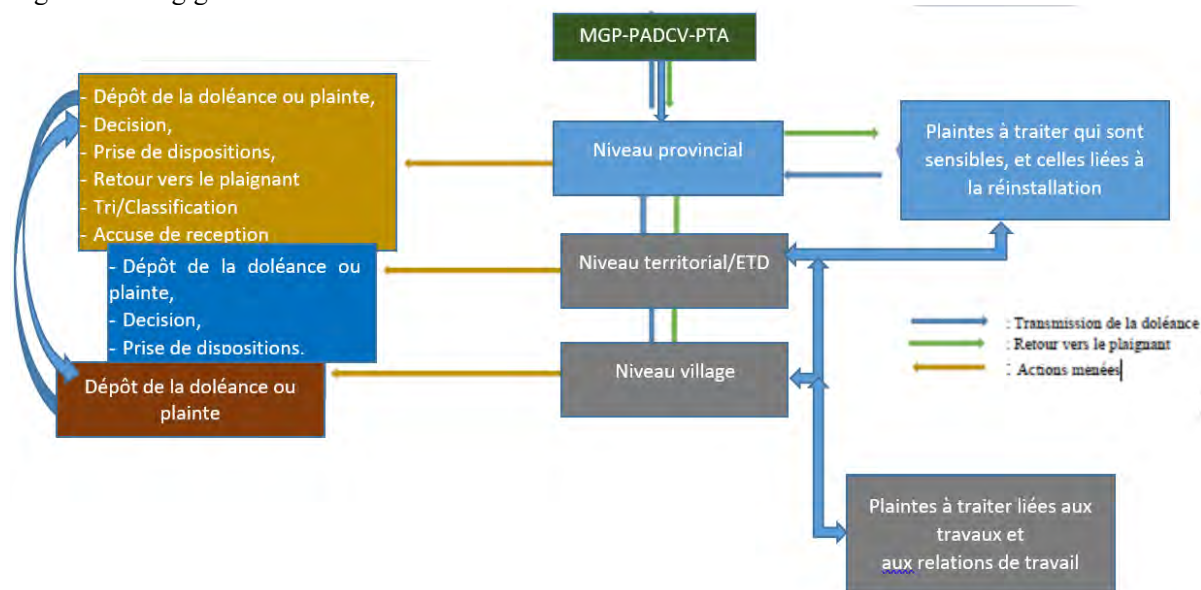 MGP-PADCV-PTA
- Dépôt de la doléance ou plainte,
- Decision,
- Prise de dispositions,
- Retour vers le plaignant
- Tri/Classification
- Accuse de reception
Niveau provincial
Plaintes à traiter qui sont
sensibles, et celles liées à
la réinstallation
- Dépôt de la doléance ou
plainte,
- Decision,
- Prise de dispositions.
Niveau territorial/ETD
Dépôt de la doléance ou
plainte
Niveau village
: Transmission de la doléance
: Retour vers le plaignant
: Actions menées
Plaintes à traiter liées aux
travaux et
aux relations de travail